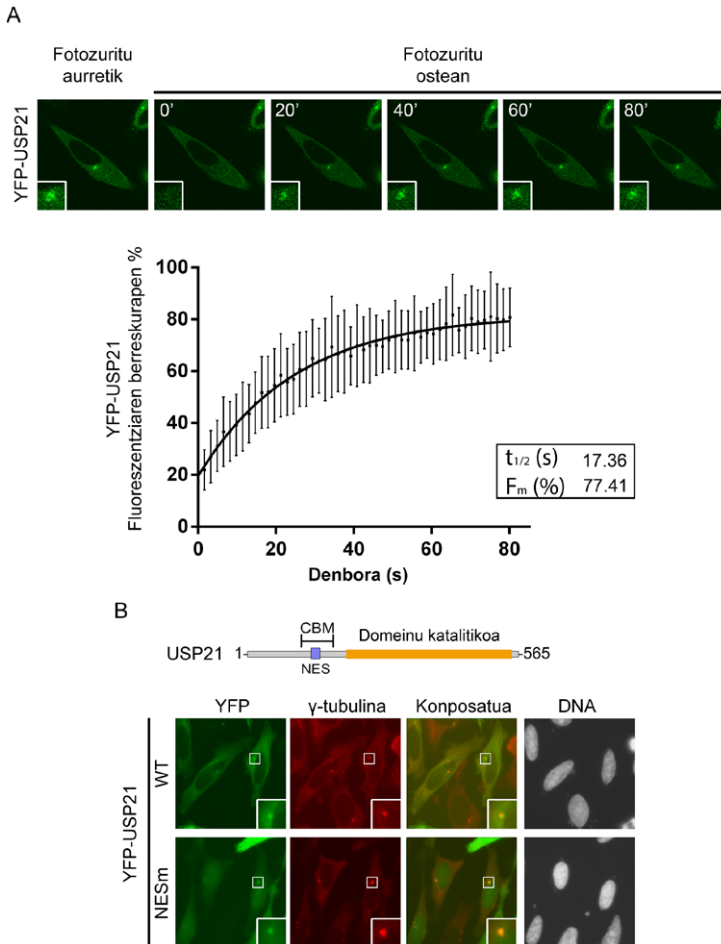 A
Fotozuritu
aurretik
Fotozuritu
ostean
YFP-USP21
0’ 20’ 40’ 60’ 80’
YFP-USP21
Fluoreszentziaren berreskurapen %
100
80
60
40
20
0
0 20 40 60 80
Denbora (s)
t1/2 (s) 17.36
Fm (%) 77.41
B
CBM
Domeinu katalitikoa
USP21 1- -565
NES
YFP γ-tubulina Konposatua DNA
YFP-USP21
WT
NESm